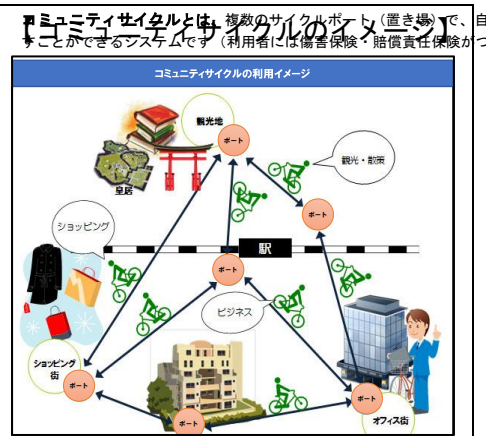 【コミュニティサイクルのイメージ】
コミュニティサイクルとは、複数のサイクルポート（置き場）で、自
すことができるシステムです（利用者には傷害保険・賠償責任保険がつ
コミュニティサイクルの利用イメージ
観光地
ポート
観光・散策
皇居
ポート
ショッピング
駅
ポート
ビジネス
ショッピング
街
ポート
ポート
ポート
オフィス街